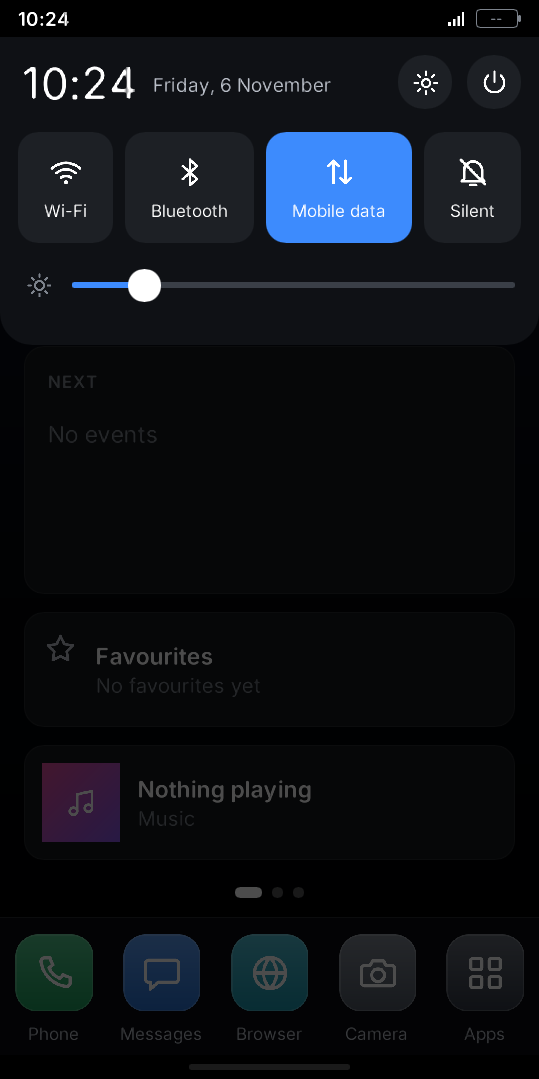 10:24
--
10:24 Friday, 6 November
Wi-Fi Bluetooth Mobile data Silent
NEXT
No events
Favourites
No favourites yet
Nothing playing
Music
Phone Messages Browser Camera Apps